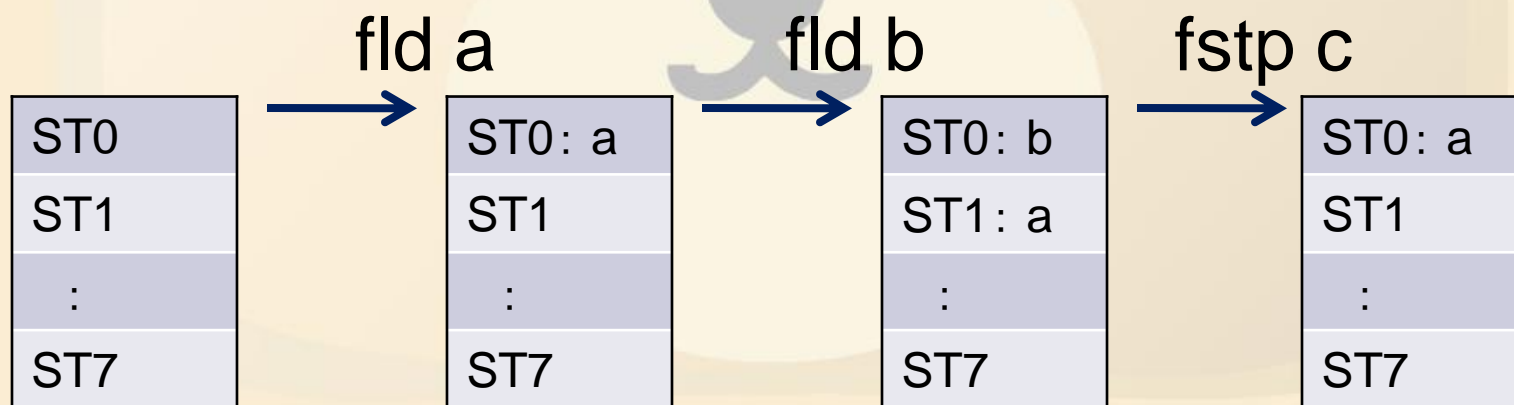 fld a fld b fstp c
ST0 ST0: a ST0: b ST0: a
ST1 ST1 ST1: a ST1
: : : :
ST7 ST7 ST7 ST7